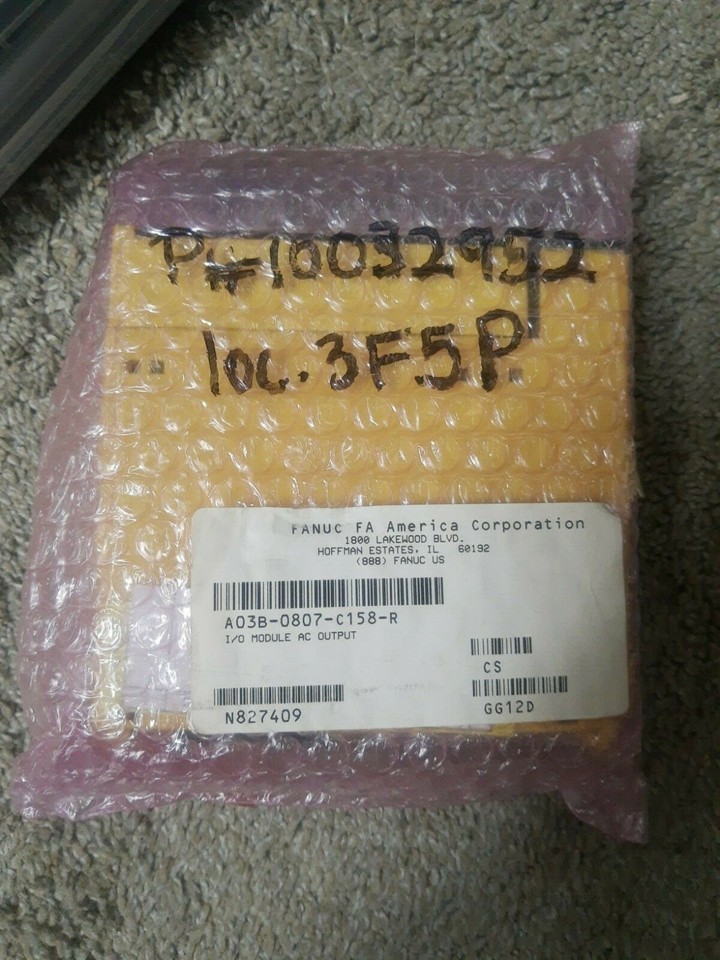 P#10032952
loc. 3F5P
FANUC FA America Corporation
1800 LAKEWOOD BLVD.
HOFFMAN ESTATES, IL 60192
(888) FANUC US
A03B-0807-C158-R
I/O MODULE AC OUTPUT
CS
N827409
GG12D